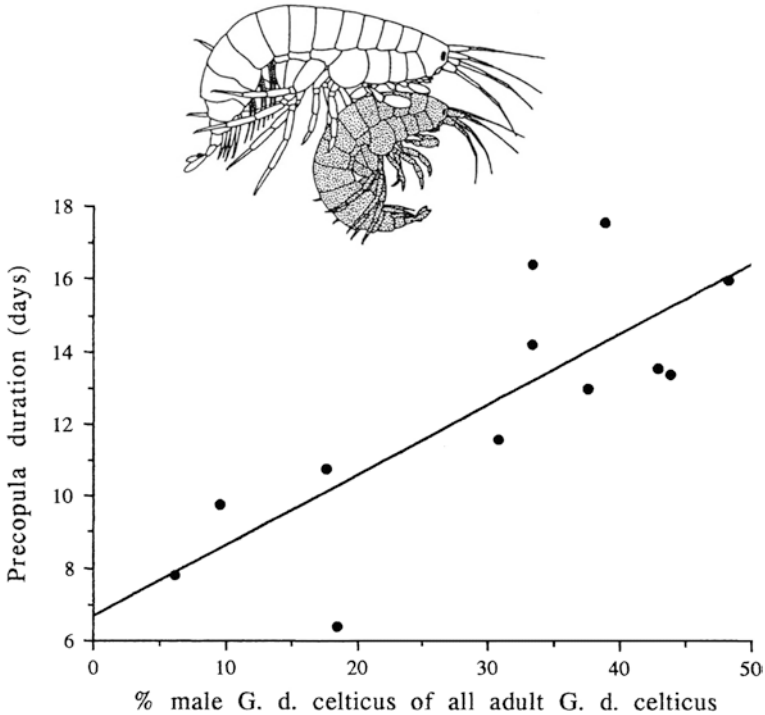 18
16
14
12
10
8
6
Precopula duration (days)
0 10 20 30 40 50
% male G. d. celticus of all adult G. d. celticus